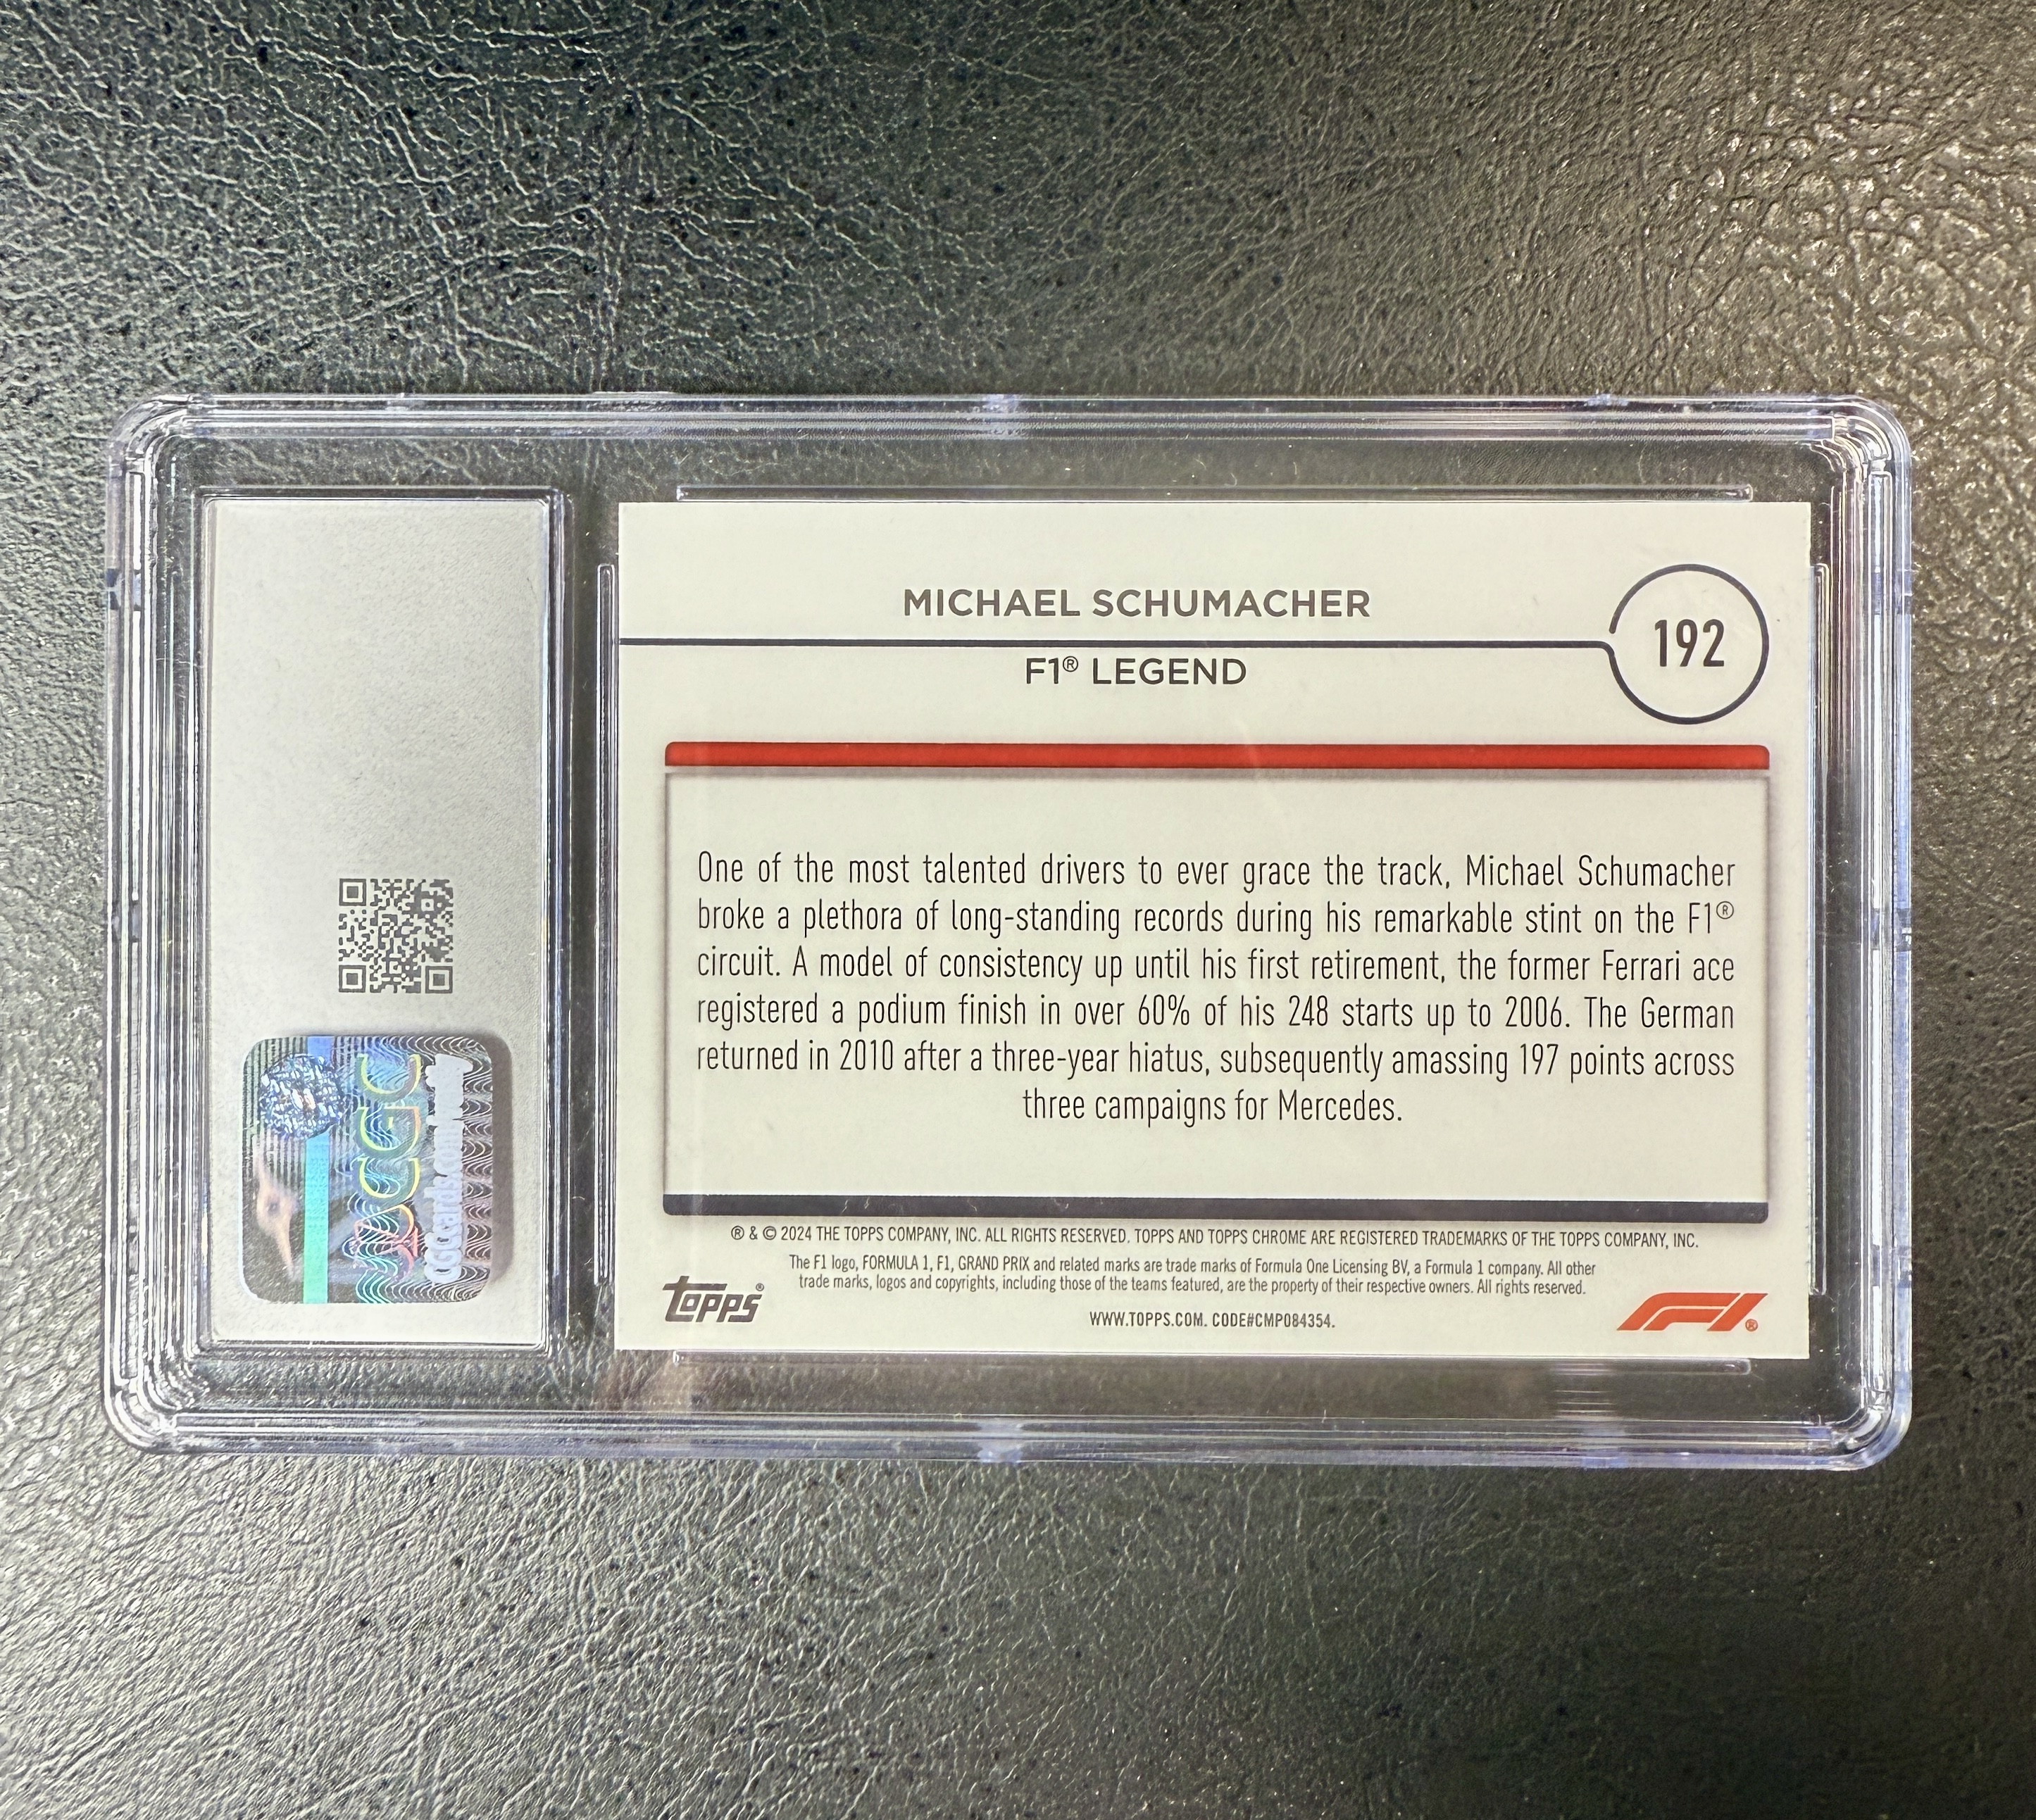 MICHAEL SCHUMACHER
192
F1® LEGEND
One of the most talented drivers to ever grace the track, Michael Schumacher
broke a plethora of long-standing records during his remarkable stint on the F1®
circuit. A model of consistency up until his first retirement, the former Ferrari ace
registered a podium finish in over 60% of his 248 starts up to 2006. The German
returned in 2010 after a three-year hiatus, subsequently amassing 197 points across
three campaigns for Mercedes.
® & © 2024 THE TOPPS COMPANY, INC. ALL RIGHTS RESERVED. TOPPS AND TOPPS CHROME ARE REGISTERED TRADEMARKS OF THE TOPPS COMPANY, INC.
The F1 logo, FORMULA 1, F1, GRAND PRIX and related marks are trade marks of Formula One Licensing BV, a Formula 1 company. All other
trade marks, logos and copyrights, including those of the teams featured, are the property of their respective owners. All rights reserved.
WWW.TOPPS.COM. CODE#CMP084354.
topps®
F1®
CGC